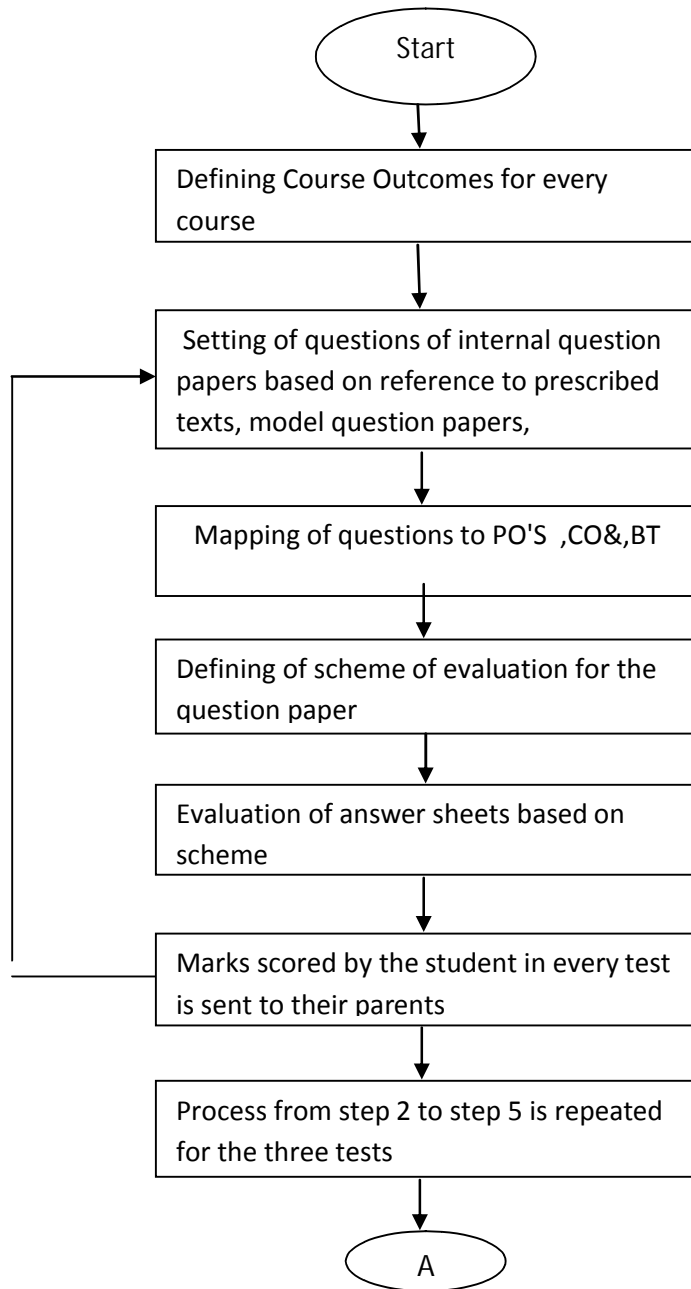 Start
Defining Course Outcomes for every
course
Setting of questions of internal question
papers based on reference to prescribed
texts, model question papers,
Mapping of questions to PO'S ,CO&,BT
Defining of scheme of evaluation for the
question paper
Evaluation of answer sheets based on
scheme
Marks scored by the student in every test
is sent to their parents
Process from step 2 to step 5 is repeated
for the three tests
A